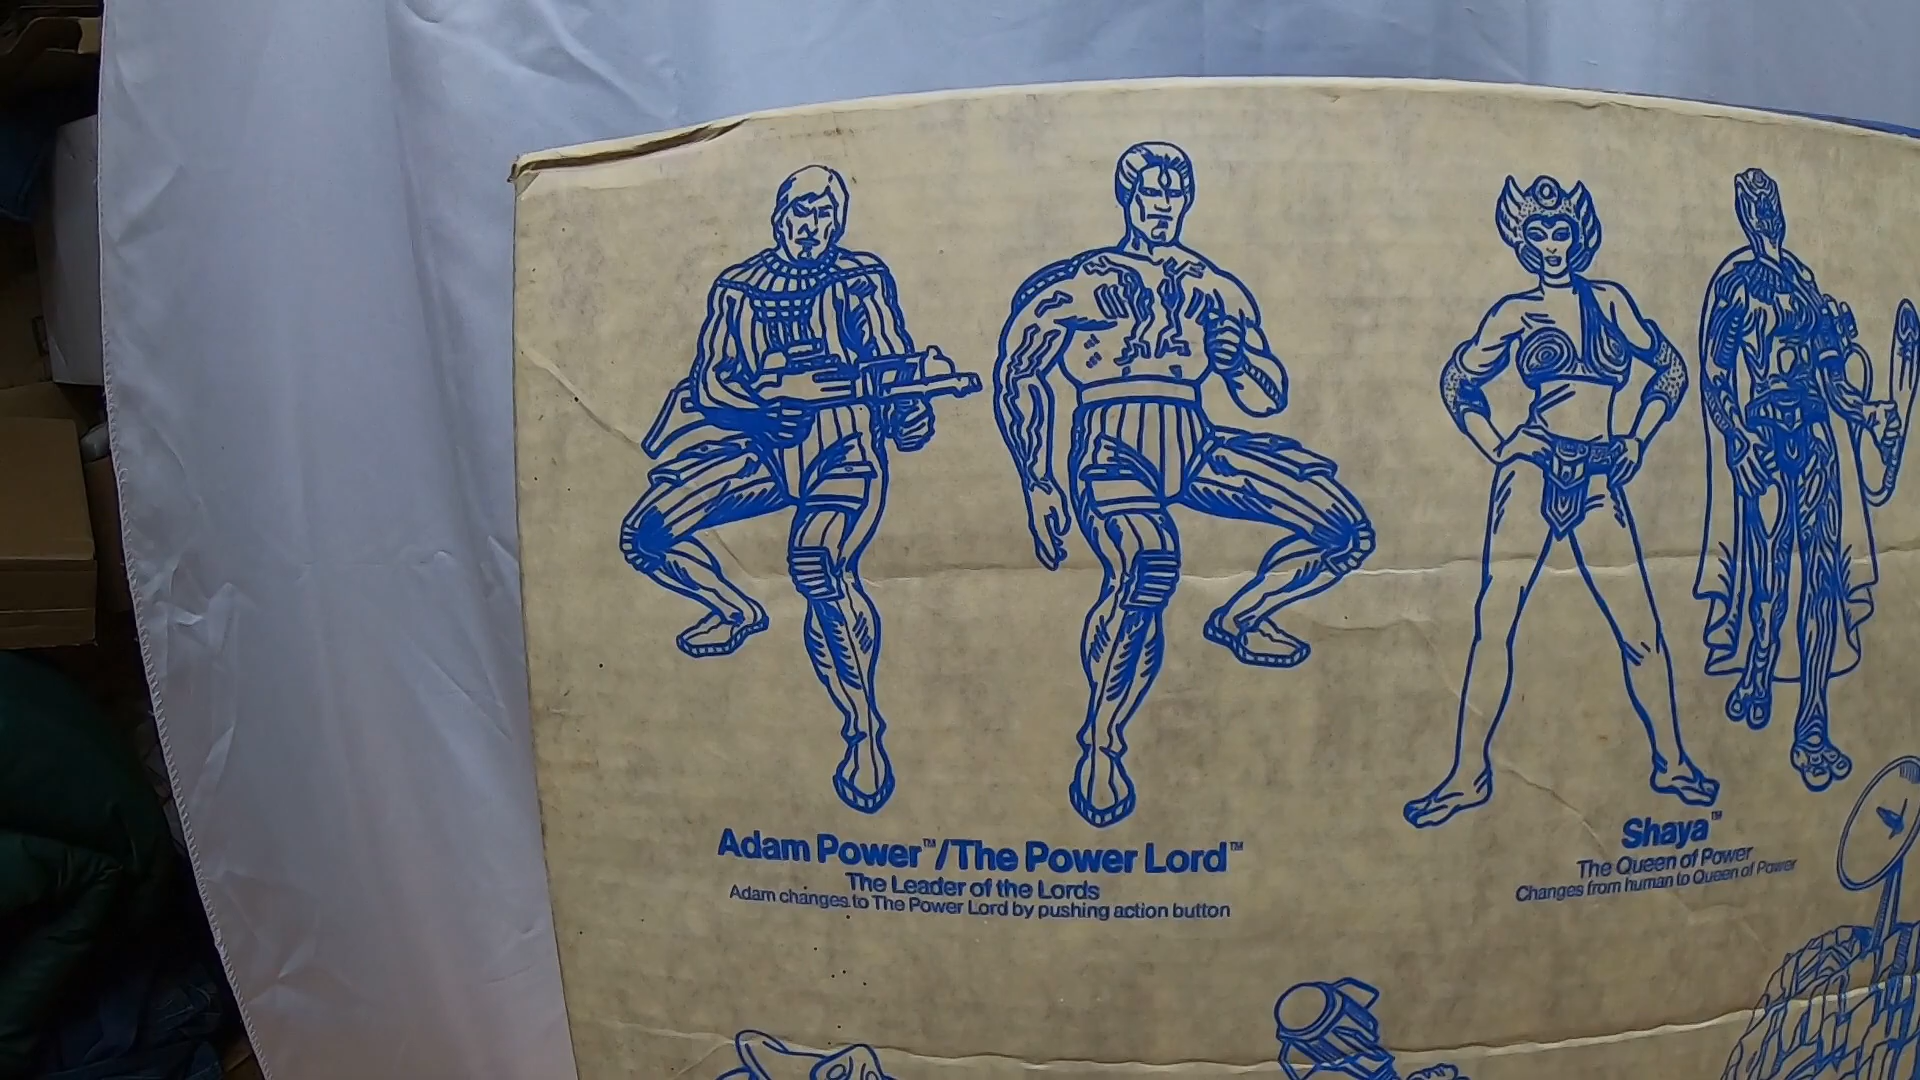 Adam Power™/The Power Lord™
The Leader of the Lords
Adam changes to The Power Lord by pushing action button
Shaya™
The Queen of Power
Changes from human to Queen of Power